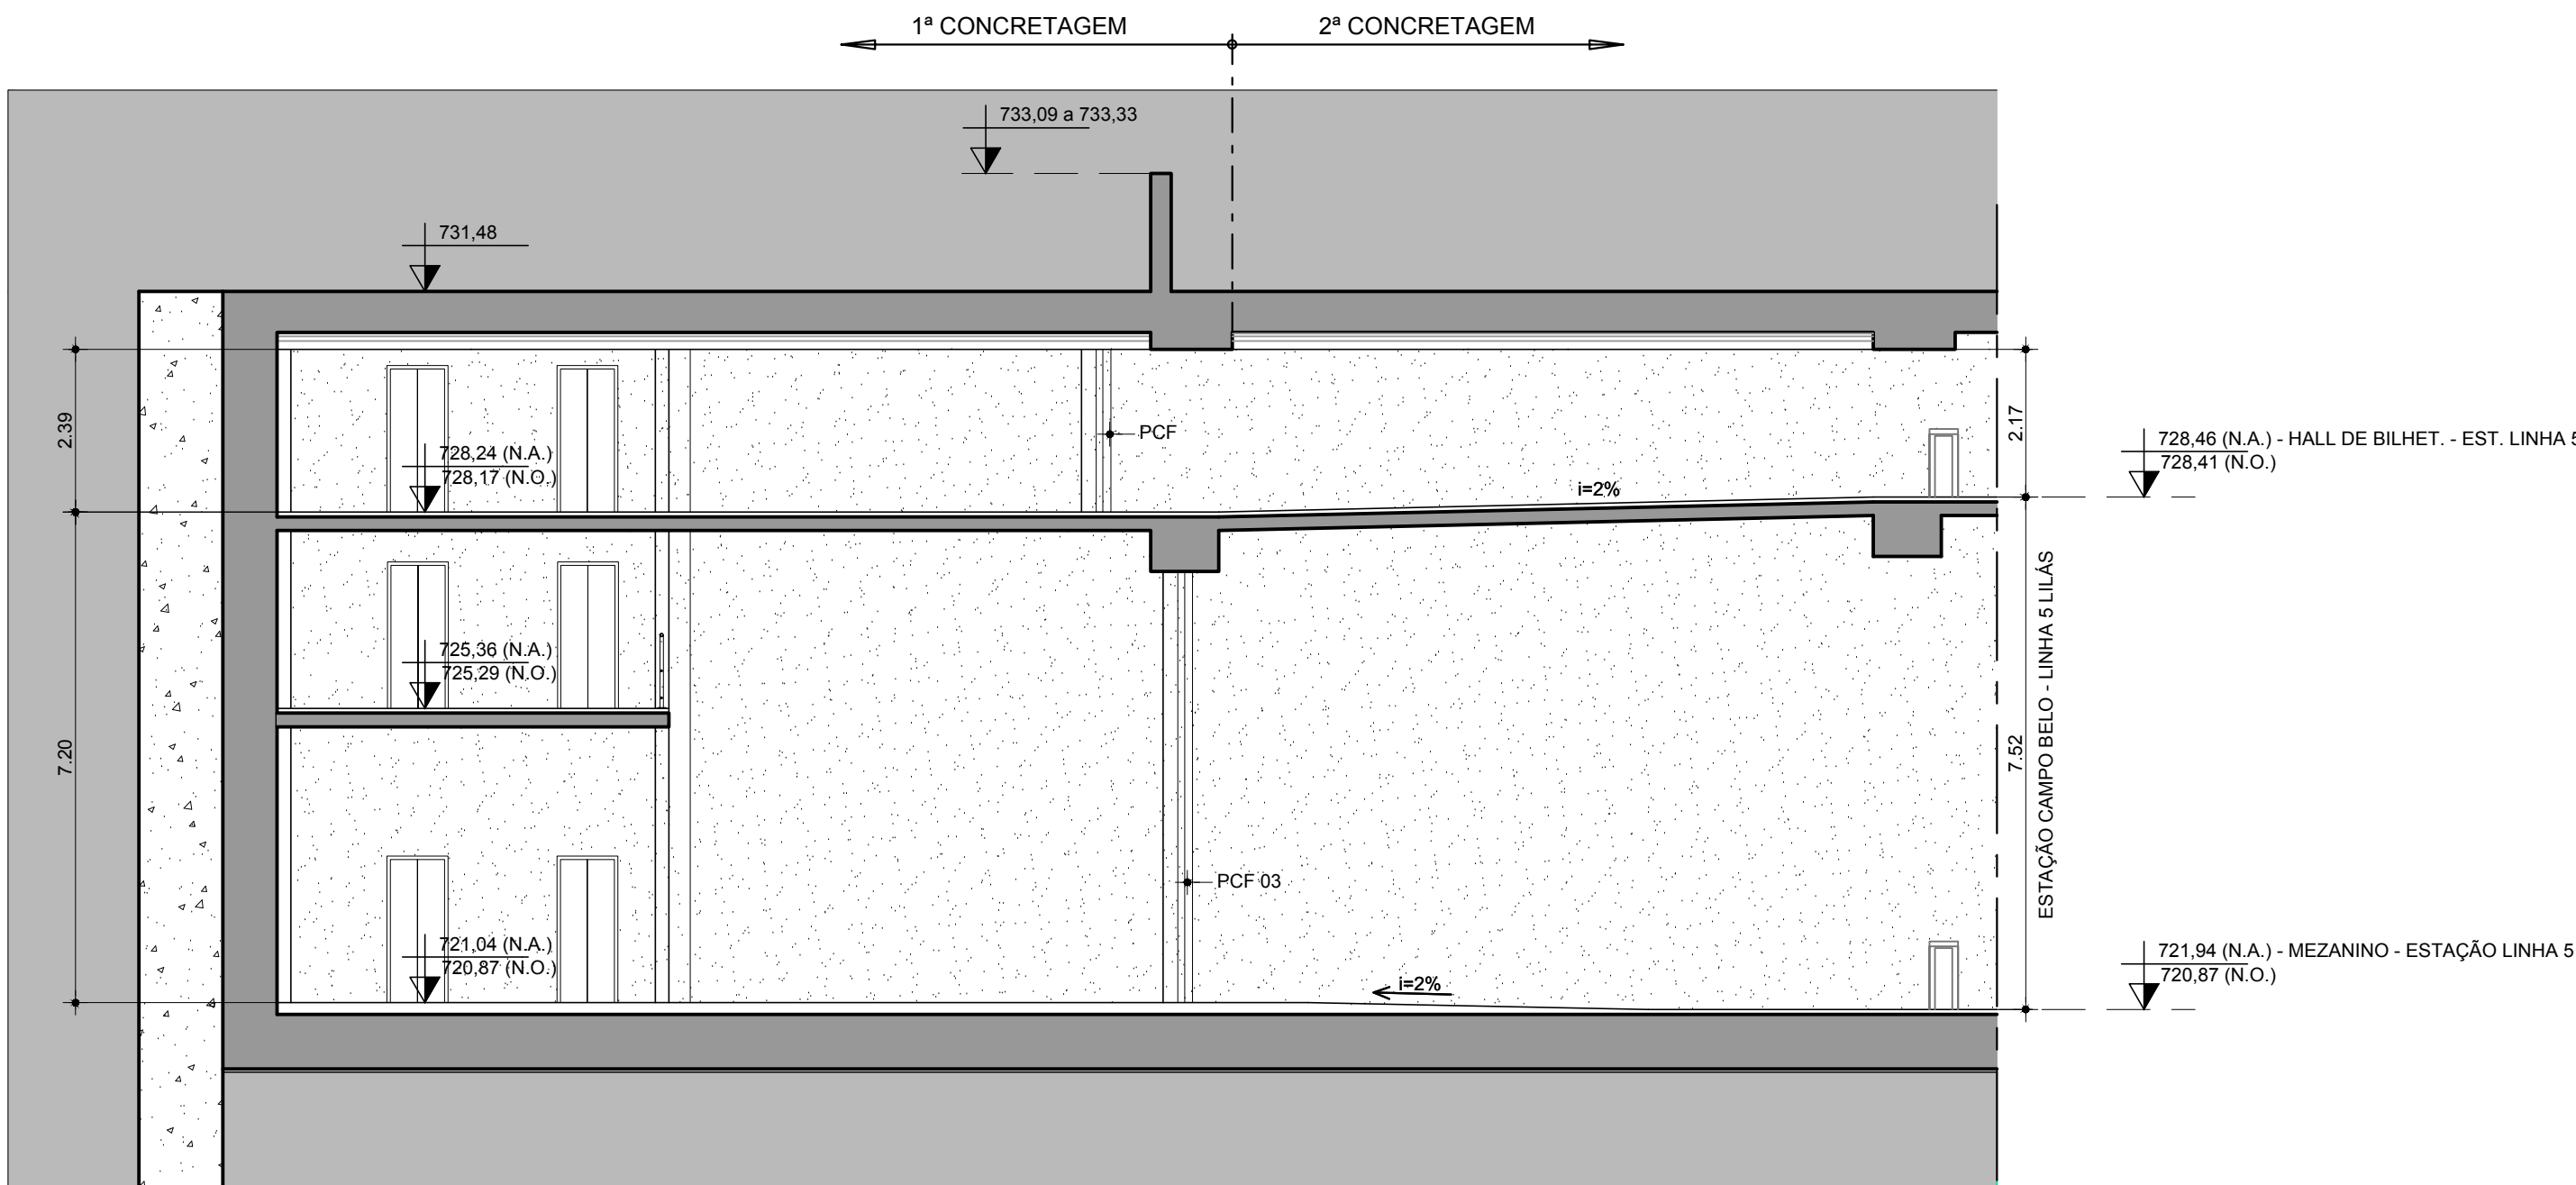 1ª CONCRETAGEM
2ª CONCRETAGEM
733,09 a 733,33
731,48
2.39
728,24 (N.A.)
728,17 (N.O.)
PCF
i=2%
2.17
728,46 (N.A.) - HALL DE BILHET. - EST. LINHA 5
728,41 (N.O.)
725,36 (N.A.)
725,29 (N.O.)
7.20
7.52
ESTAÇÃO CAMPO BELO - LINHA 5 LILÁS
PCF 03
721,04 (N.A.)
720,87 (N.O.)
i=2%
721,94 (N.A.) - MEZANINO - ESTAÇÃO LINHA 5
720,87 (N.O.)